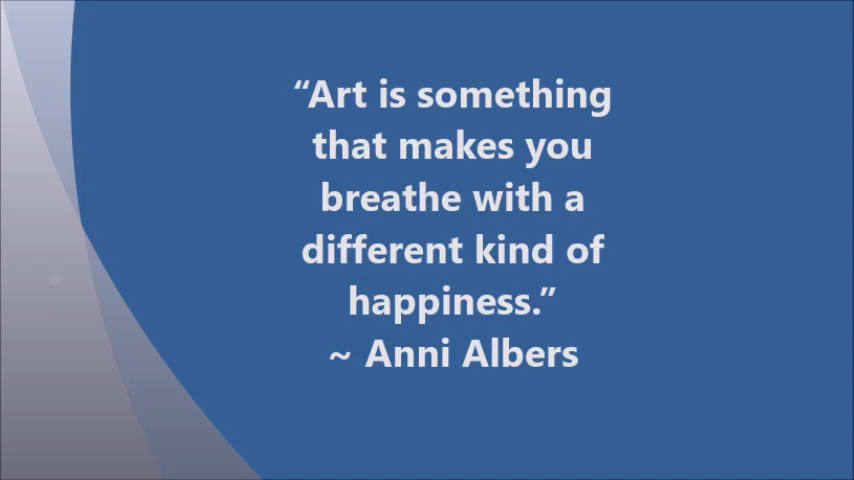 “Art is something
that makes you
breathe with a
different kind of
happiness.”
~ Anni Albers